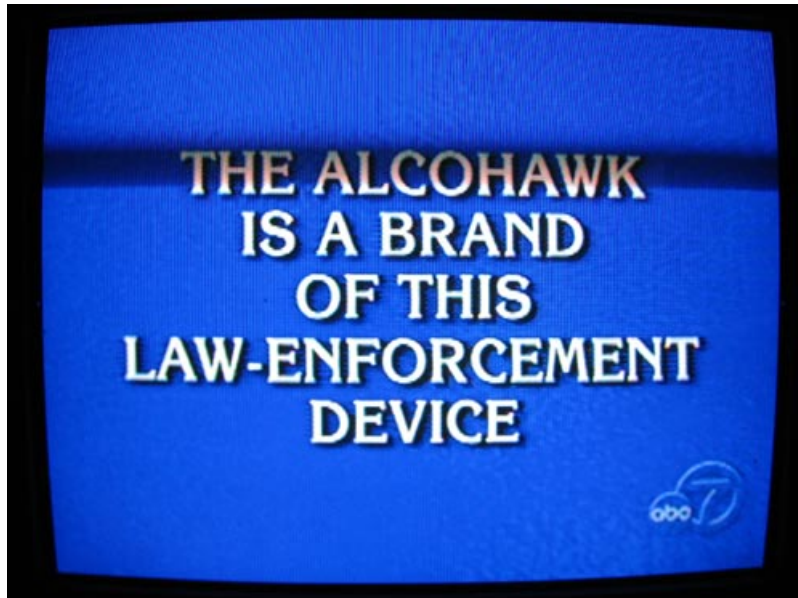 THE ALCOHAWK
IS A BRAND
OF THIS
LAW-ENFORCEMENT
DEVICE
abc 7